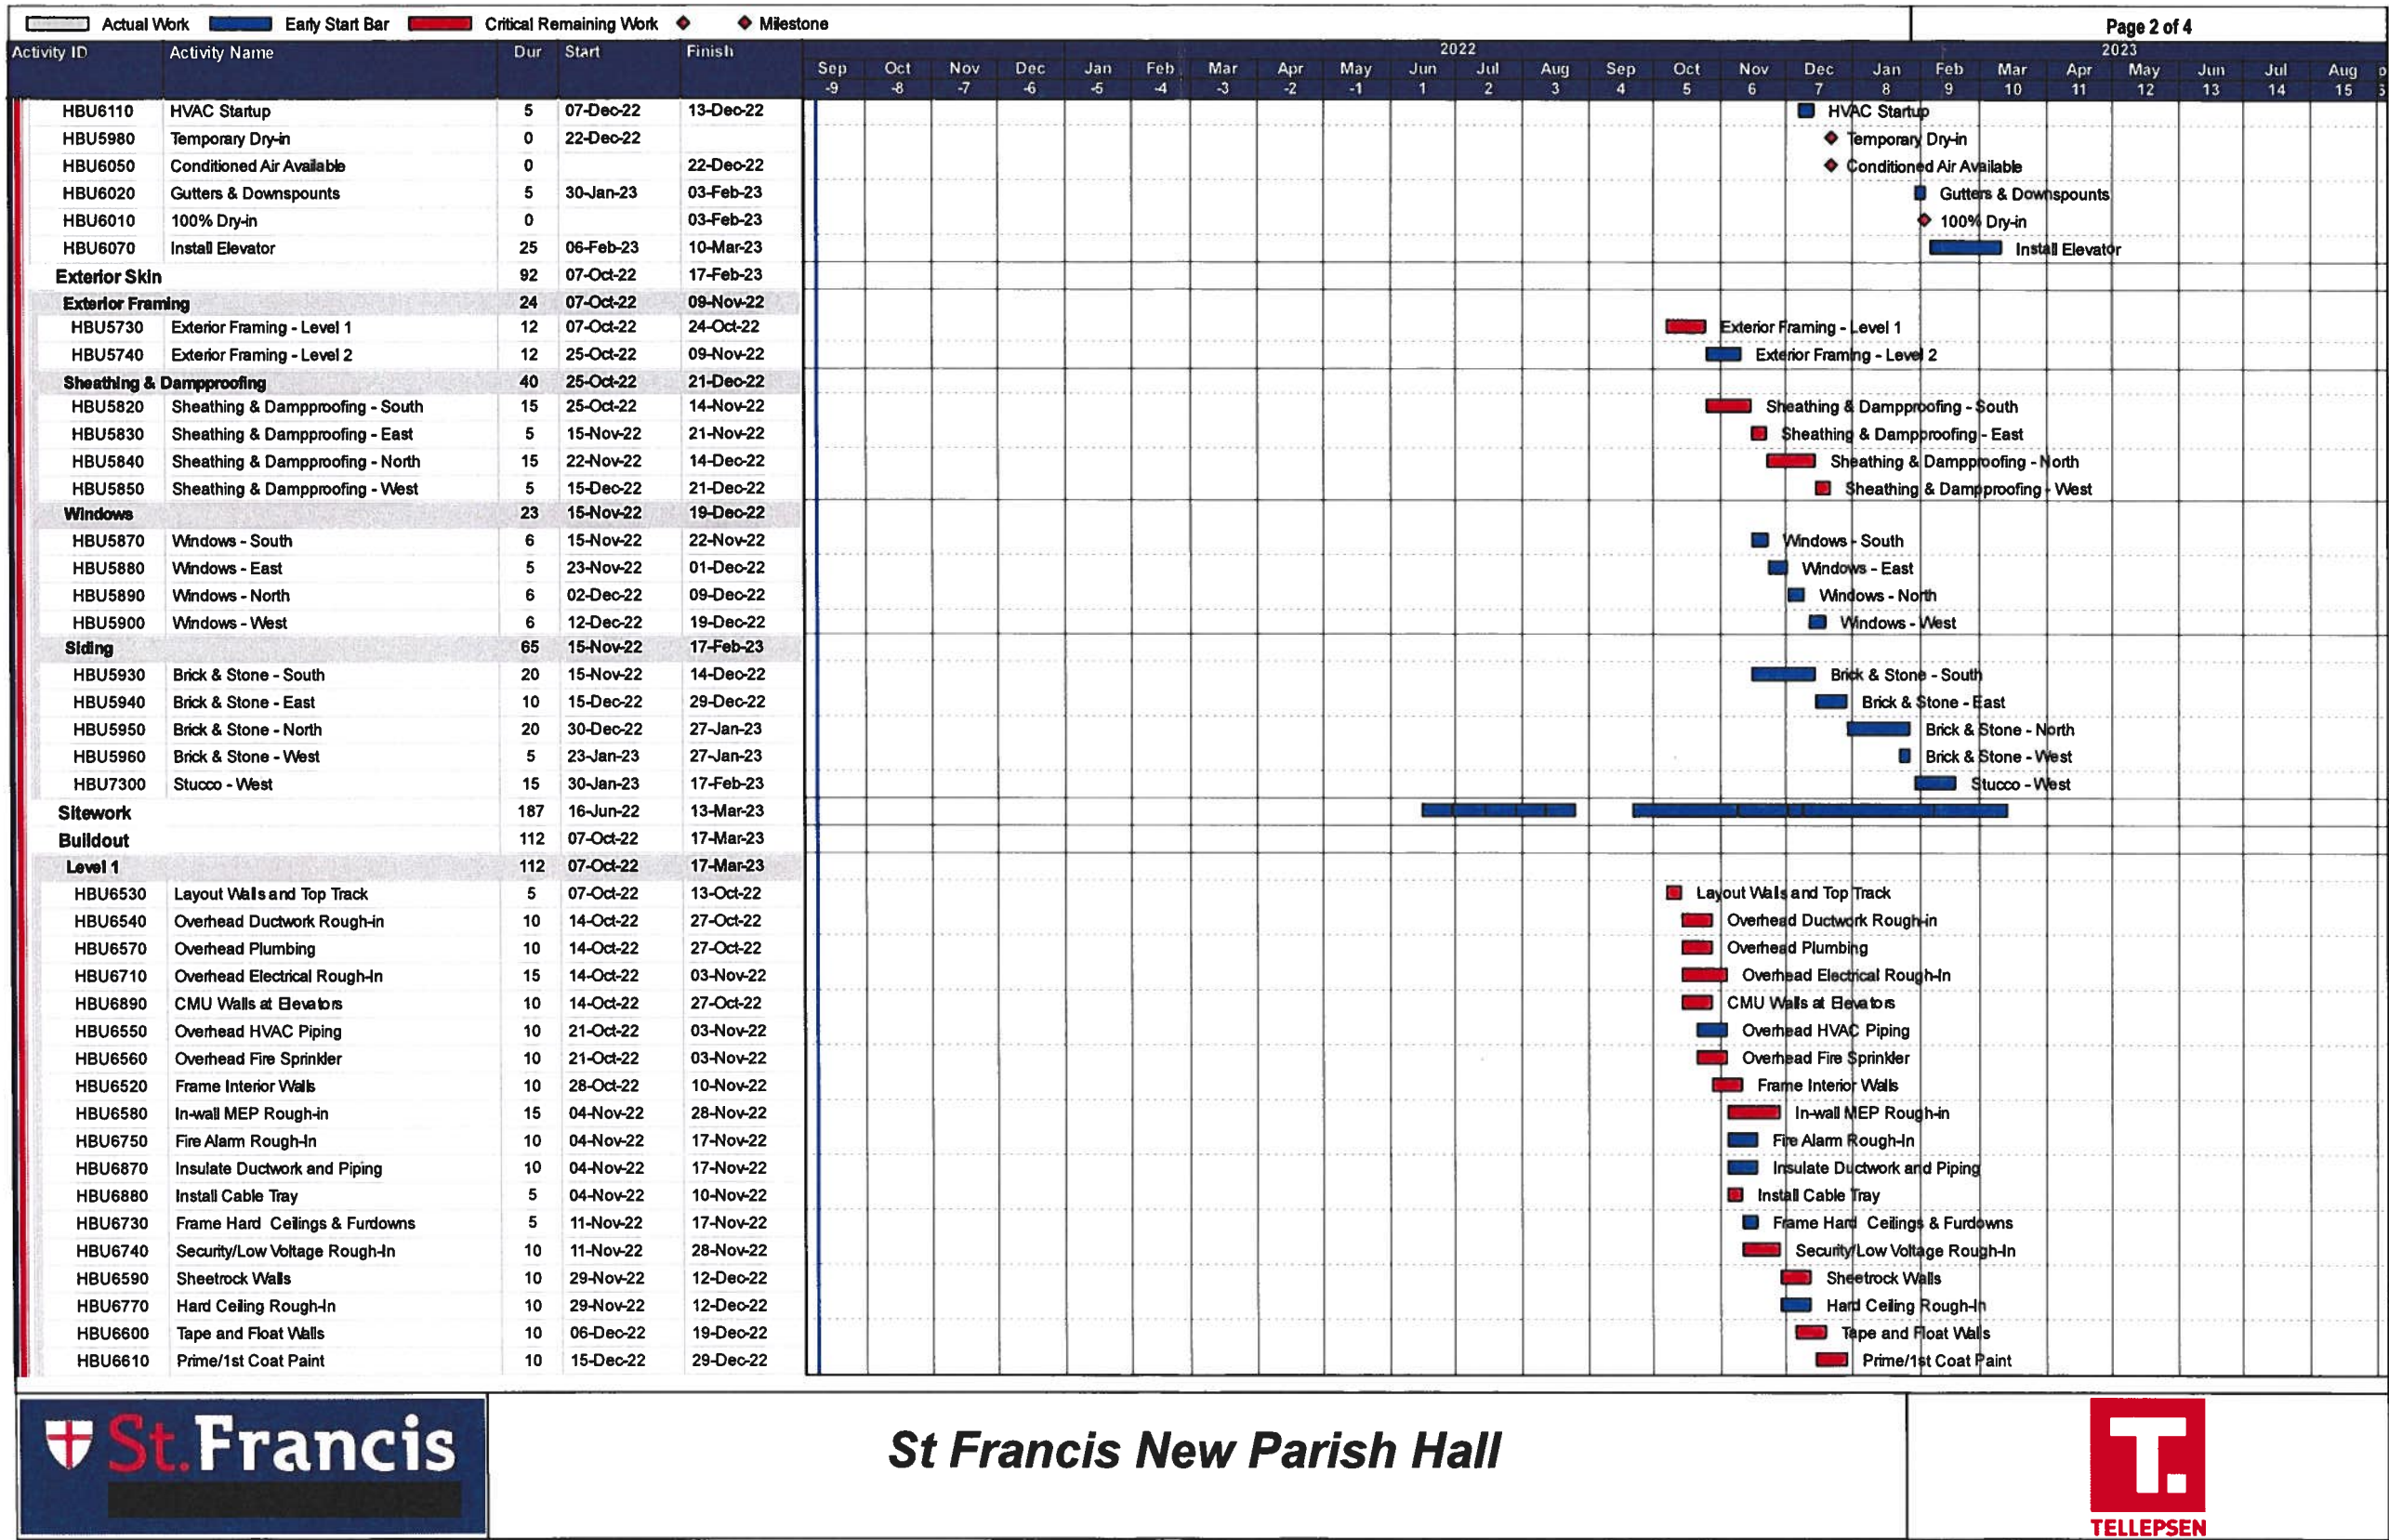 Actual Work Early Start Bar Critical Remaining Work Milestone
Page 2 of 4
Activity ID Activity Name Dur Start Finish 2022 2023
Sep Oct Nov Dec Jan Feb Mar Apr May Jun Jul Aug Sep Oct Nov Dec Jan Feb Mar Apr May Jun Jul Aug
-9 -8 -7 -6 -5 -4 -3 -2 -1 1 2 3 4 5 6 7 8 9 10 11 12 13 14 15
HBU6110 HVAC Startup 5 07-Dec-22 13-Dec-22 HVAC Startup
HBU5980 Temporary Dry-in 0 22-Dec-22 Temporary Dry-in
HBU6050 Conditioned Air Available 0 22-Dec-22 Conditioned Air Available
HBU6020 Gutters & Downspounts 5 30-Jan-23 03-Feb-23 Gutters & Downspounts
HBU6010 100% Dry-in 0 03-Feb-23 100% Dry-in
HBU6070 Install Elevator 25 06-Feb-23 10-Mar-23 Install Elevator
Exterior Skin 92 07-Oct-22 17-Feb-23
Exterior Framing 24 07-Oct-22 09-Nov-22
HBU5730 Exterior Framing - Level 1 12 07-Oct-22 24-Oct-22 Exterior Framing - Level 1
HBU5740 Exterior Framing - Level 2 12 25-Oct-22 09-Nov-22 Exterior Framing - Level 2
Sheathing & Dampproofing 40 25-Oct-22 21-Dec-22
HBU5820 Sheathing & Dampproofing - South 15 25-Oct-22 14-Nov-22 Sheathing & Dampproofing - South
HBU5830 Sheathing & Dampproofing - East 5 15-Nov-22 21-Nov-22 Sheathing & Dampproofing - East
HBU5840 Sheathing & Dampproofing - North 15 22-Nov-22 14-Dec-22 Sheathing & Dampproofing - North
HBU5850 Sheathing & Dampproofing - West 5 15-Dec-22 21-Dec-22 Sheathing & Dampproofing - West
Windows 23 15-Nov-22 19-Dec-22
HBU5870 Windows - South 6 15-Nov-22 22-Nov-22 Windows - South
HBU5880 Windows - East 5 23-Nov-22 01-Dec-22 Windows - East
HBU5890 Windows - North 6 02-Dec-22 09-Dec-22 Windows - North
HBU5900 Windows - West 6 12-Dec-22 19-Dec-22 Windows - West
Siding 65 15-Nov-22 17-Feb-23
HBU5930 Brick & Stone - South 20 15-Nov-22 14-Dec-22 Brick & Stone - South
HBU5940 Brick & Stone - East 10 15-Dec-22 29-Dec-22 Brick & Stone - East
HBU5950 Brick & Stone - North 20 30-Dec-22 27-Jan-23 Brick & Stone - North
HBU5960 Brick & Stone - West 5 23-Jan-23 27-Jan-23 Brick & Stone - West
HBU7300 Stucco - West 15 30-Jan-23 17-Feb-23 Stucco - West
Sitework 187 16-Jun-22 13-Mar-23
Buildout 112 07-Oct-22 17-Mar-23
Level 1 112 07-Oct-22 17-Mar-23
HBU6530 Layout Walls and Top Track 5 07-Oct-22 13-Oct-22 Layout Walls and Top Track
HBU6540 Overhead Ductwork Rough-in 10 14-Oct-22 27-Oct-22 Overhead Ductwork Rough-in
HBU6570 Overhead Plumbing 10 14-Oct-22 27-Oct-22 Overhead Plumbing
HBU6710 Overhead Electrical Rough-In 15 14-Oct-22 03-Nov-22 Overhead Electrical Rough-In
HBU6890 CMU Walls at Elevators 10 14-Oct-22 27-Oct-22 CMU Walls at Elevators
HBU6550 Overhead HVAC Piping 10 21-Oct-22 03-Nov-22 Overhead HVAC Piping
HBU6560 Overhead Fire Sprinkler 10 21-Oct-22 03-Nov-22 Overhead Fire Sprinkler
HBU6520 Frame Interior Walls 10 28-Oct-22 10-Nov-22 Frame Interior Walls
HBU6580 In-wall MEP Rough-in 15 04-Nov-22 28-Nov-22 In-wall MEP Rough-in
HBU6750 Fire Alarm Rough-In 10 04-Nov-22 17-Nov-22 Fire Alarm Rough-In
HBU6870 Insulate Ductwork and Piping 10 04-Nov-22 17-Nov-22 Insulate Ductwork and Piping
HBU6880 Install Cable Tray 5 04-Nov-22 10-Nov-22 Install Cable Tray
HBU6730 Frame Hard Ceilings & Furdowns 5 11-Nov-22 17-Nov-22 Frame Hard Ceilings & Furdowns
HBU6740 Security/Low Voltage Rough-In 10 11-Nov-22 28-Nov-22 Security/Low Voltage Rough-In
HBU6590 Sheetrock Walls 10 29-Nov-22 12-Dec-22 Sheetrock Walls
HBU6770 Hard Ceiling Rough-In 10 29-Nov-22 12-Dec-22 Hard Ceiling Rough-In
HBU6600 Tape and Float Walls 10 06-Dec-22 19-Dec-22 Tape and Float Walls
HBU6610 Prime/1st Coat Paint 10 15-Dec-22 29-Dec-22 Prime/1st Coat Paint
St.Francis
St Francis New Parish Hall
T.
TELLEPSEN